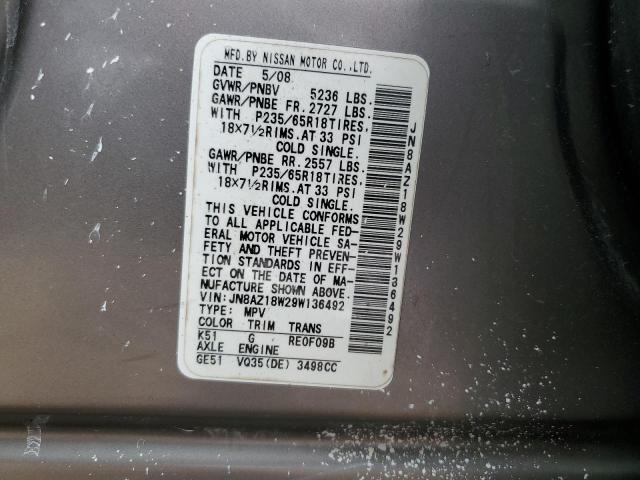 MFD. BY NISSAN MOTOR CO.,LTD.
DATE 5/08
GVWR/PNBV 5236 LBS.
GAWR/PNBE FR. 2727 LBS.
WITH P235/65R18TIRES,
18X7½RIMS. AT 33 PSI
COLD SINGLE.
GAWR/PNBE RR. 2557 LBS.
WITH P235/65R18TIRES,
18X7½RIMS. AT 33 PSI
COLD SINGLE.
THIS VEHICLE CONFORMS
TO ALL APPLICABLE FED-
ERAL MOTOR VEHICLE SA-
FETY AND THEFT PREVEN-
TION STANDARDS IN EFF-
ECT ON THE DATE OF MA-
NUFACTURE SHOWN ABOVE.
VIN: JN8AZ18W29W136492
TYPE: MPV
COLOR TRIM TRANS
K51 G RE0F09B
AXLE ENGINE
GE51 VQ35(DE) 3498CC
JN8AZ18W29W136492